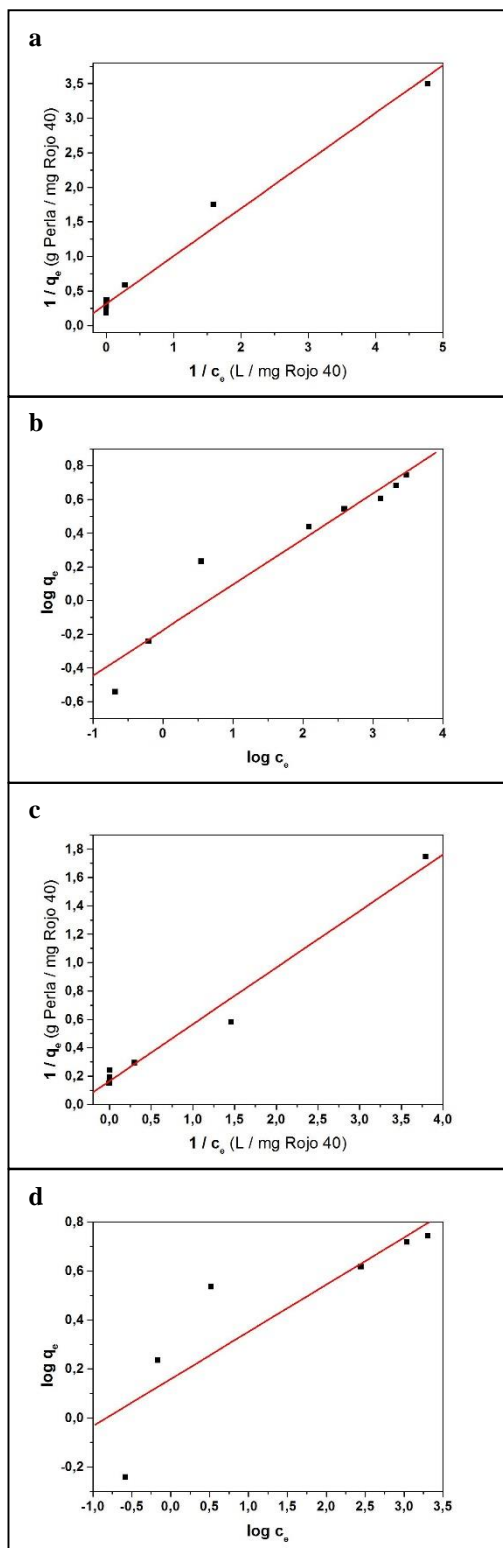 a
1 / qe (g Perla / mg Rojo 40)
3,5
3,0
2,5
2,0
1,5
1,0
0,5
0,0
0 1 2 3 4 5
1 / ce (L / mg Rojo 40)
b
log qe
0,8
0,6
0,4
0,2
0,0
-0,2
-0,4
-0,6
-1 0 1 2 3 4
log ce
c
1 / qe (g Perla / mg Rojo 40)
1,8
1,6
1,4
1,2
1,0
0,8
0,6
0,4
0,2
0,0
0,0 0,5 1,0 1,5 2,0 2,5 3,0 3,5 4,0
1 / ce (L / mg Rojo 40)
d
log qe
0,8
0,6
0,4
0,2
0,0
-0,2
-1,0 -0,5 0,0 0,5 1,0 1,5 2,0 2,5 3,0 3,5
log ce